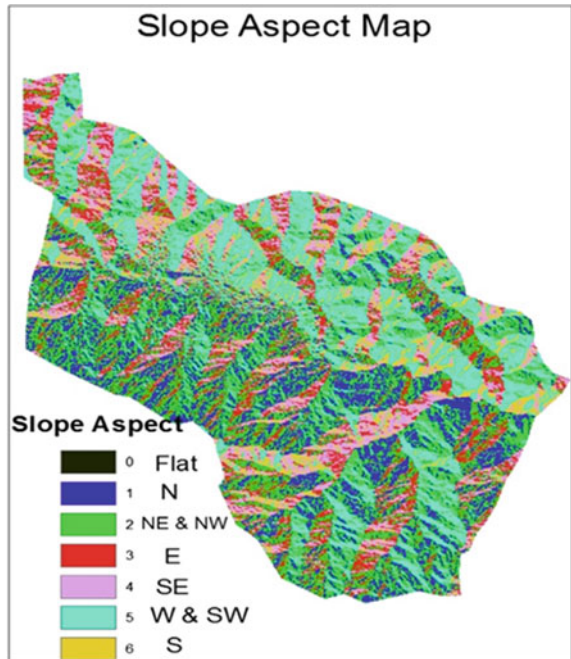 Slope Aspect Map
Slope Aspect
0 Flat
1 N
2 NE & NW
3 E
4 SE
5 W & SW
6 S